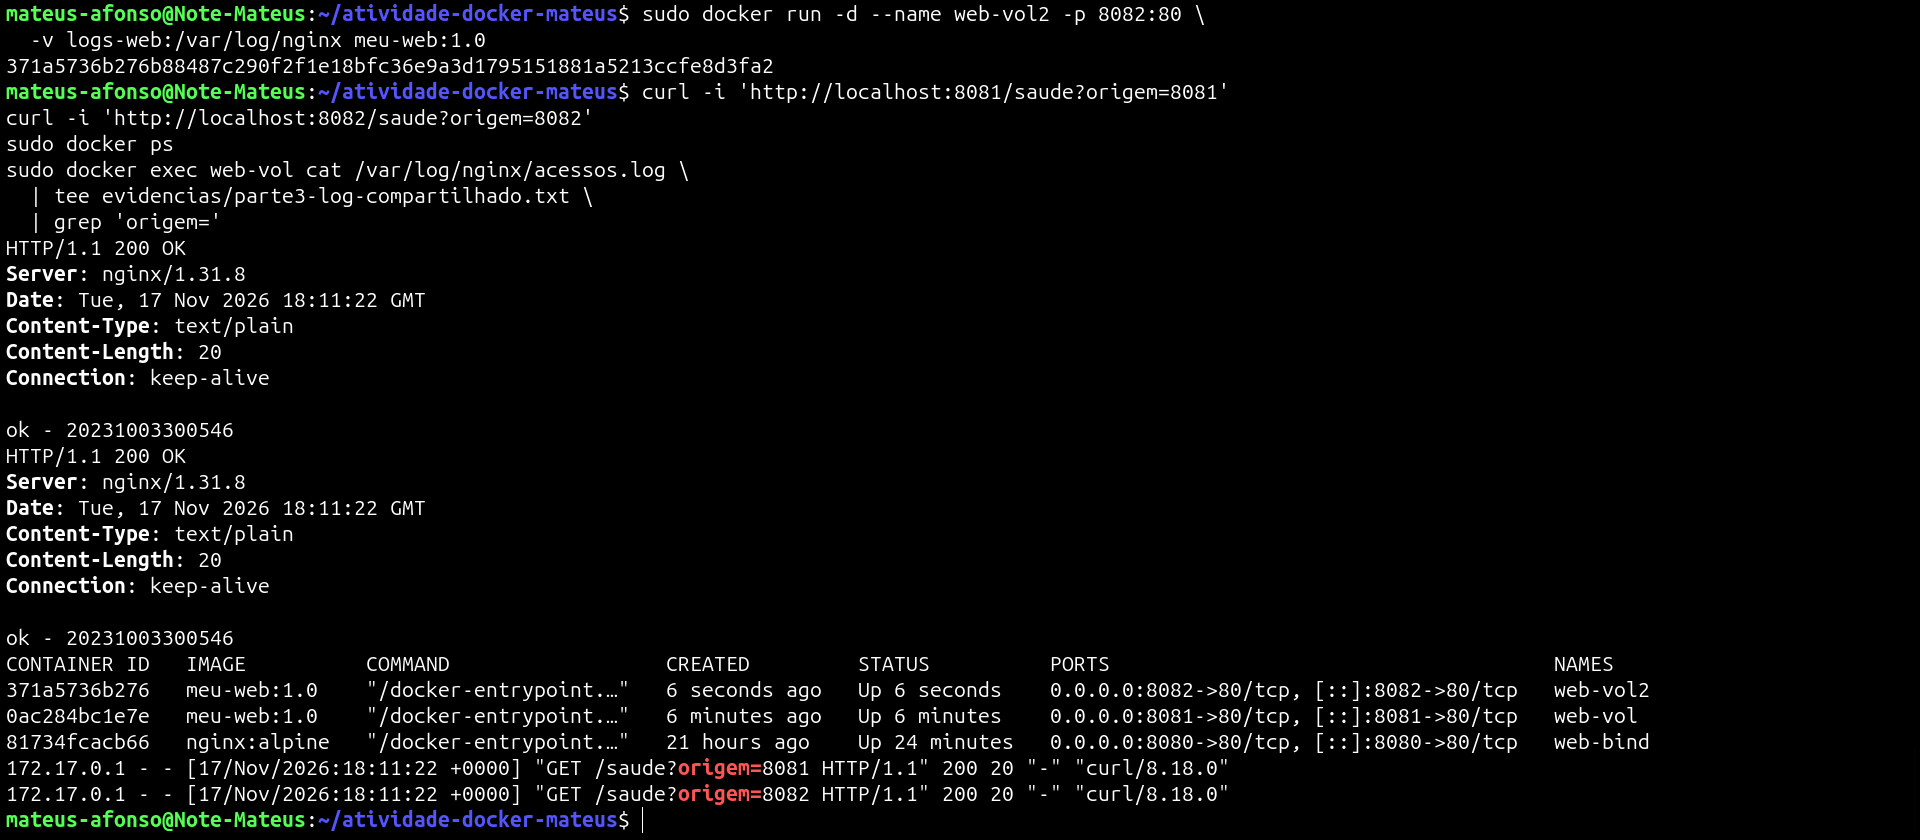 mateus-afonso@Note-Mateus:~/atividade-docker-mateus$ sudo docker run -d --name web-vol2 -p 8082:80 \
  -v logs-web:/var/log/nginx meu-web:1.0
371a5736b276b88487c290f2f1e18bfc36e9a3d1795151881a5213ccfe8d3fa2
mateus-afonso@Note-Mateus:~/atividade-docker-mateus$ curl -i 'http://localhost:8081/saude?origem=8081'
curl -i 'http://localhost:8082/saude?origem=8082'
sudo docker ps
sudo docker exec web-vol cat /var/log/nginx/acessos.log \
  | tee evidencias/parte3-log-compartilhado.txt \
  | grep 'origem='
HTTP/1.1 200 OK
Server: nginx/1.31.8
Date: Tue, 17 Nov 2026 18:11:22 GMT
Content-Type: text/plain
Content-Length: 20
Connection: keep-alive

ok - 20231003300546
HTTP/1.1 200 OK
Server: nginx/1.31.8
Date: Tue, 17 Nov 2026 18:11:22 GMT
Content-Type: text/plain
Content-Length: 20
Connection: keep-alive

ok - 20231003300546
CONTAINER ID   IMAGE          COMMAND                  CREATED         STATUS          PORTS                                     NAMES
371a5736b276   meu-web:1.0    "/docker-entrypoint.…"   6 seconds ago   Up 6 seconds    0.0.0.0:8082->80/tcp, [::]:8082->80/tcp   web-vol2
0ac284bc1e7e   meu-web:1.0    "/docker-entrypoint.…"   6 minutes ago   Up 6 minutes    0.0.0.0:8081->80/tcp, [::]:8081->80/tcp   web-vol
81734fcacb66   nginx:alpine   "/docker-entrypoint.…"   21 hours ago    Up 24 minutes   0.0.0.0:8080->80/tcp, [::]:8080->80/tcp   web-bind
172.17.0.1 - - [17/Nov/2026:18:11:22 +0000] "GET /saude?origem=8081 HTTP/1.1" 200 20 "-" "curl/8.18.0"
172.17.0.1 - - [17/Nov/2026:18:11:22 +0000] "GET /saude?origem=8082 HTTP/1.1" 200 20 "-" "curl/8.18.0"
mateus-afonso@Note-Mateus:~/atividade-docker-mateus$